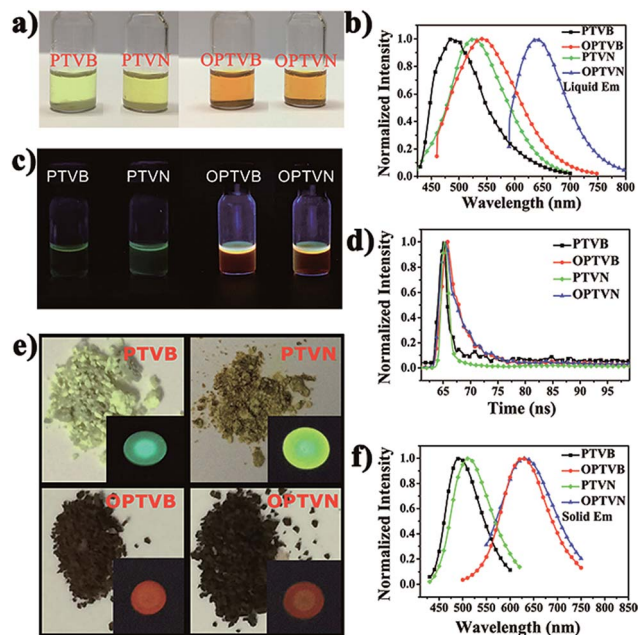 a)
PTVB PTVN OPTVB OPTVN
b)
Normalized Intensity
1.0
0.8
0.6
0.4
0.2
0.0
PTVB
OPTVB
PTVN
OPTVN
Liquid Em
450 500 550 600 650 700 750 800
Wavelength (nm)
c)
PTVB PTVN OPTVB OPTVN
d)
Normalized Intensity
1.0
0.8
0.6
0.4
0.2
0.0
PTVB
OPTVB
PTVN
OPTVN
65 70 75 80 85 90 95
Time (ns)
e)
PTVB
PTVN
OPTVB
OPTVN
f)
Normalized Intensity
1.0
0.8
0.6
0.4
0.2
0.0
PTVB
OPTVB
PTVN
OPTVN
Solid Em
450 500 550 600 650 700 750 800 850
Wavelength (nm)